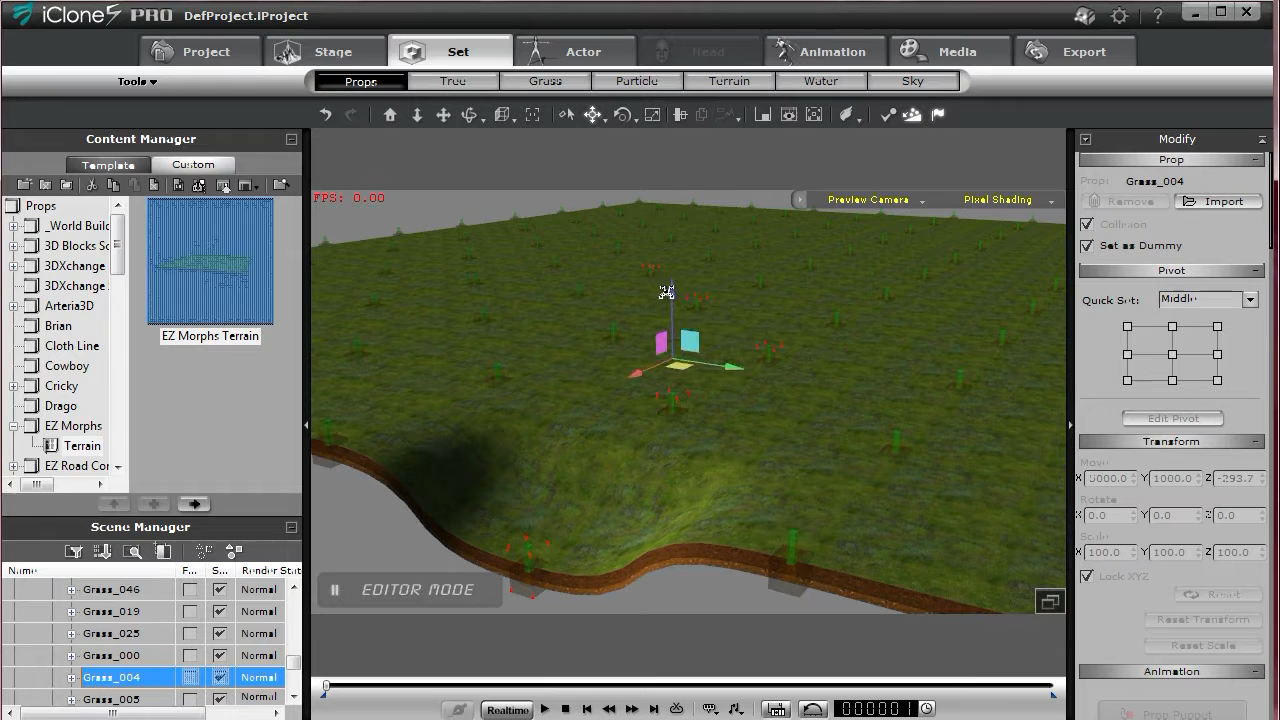 iClone5 PRO DefProject.IProject
Project Stage Set Actor Head Animation Media Export
Tools Props Tree Grass Particle Terrain Water Sky
Content Manager
Template Custom
Props
_World Builc
3D Blocks Sc
3DXchange
3DXchange
Arteria3D
Brian
Cloth Line
Cowboy
Cricky
Drago
EZ Morphs
Terrain
EZ Road Cor
EZ Morphs Terrain
Scene Manager
Name F... S... Render Stat
Grass_046 Normal
Grass_019 Normal
Grass_025 Normal
Grass_000 Normal
Grass_004 Normal
Grass_005 Normal
FPS: 0.00
Preview Camera Pixel Shading
EDITOR MODE
Realtime
000001
Modify
Prop
Prop: Grass_004
Remove Import
Collision
Set as Dummy
Pivot
Quick Set: Middle
Edit Pivot
Transform
Move
X 5000.0 Y 1000.0 Z -293.7
Rotate
X 0.0 Y 0.0 Z 0.0
Scale
X 100.0 Y 100.0 Z 100.0
Lock XYZ
Reset
Reset Transform
Reset Scale
Animation
Prop Puppet